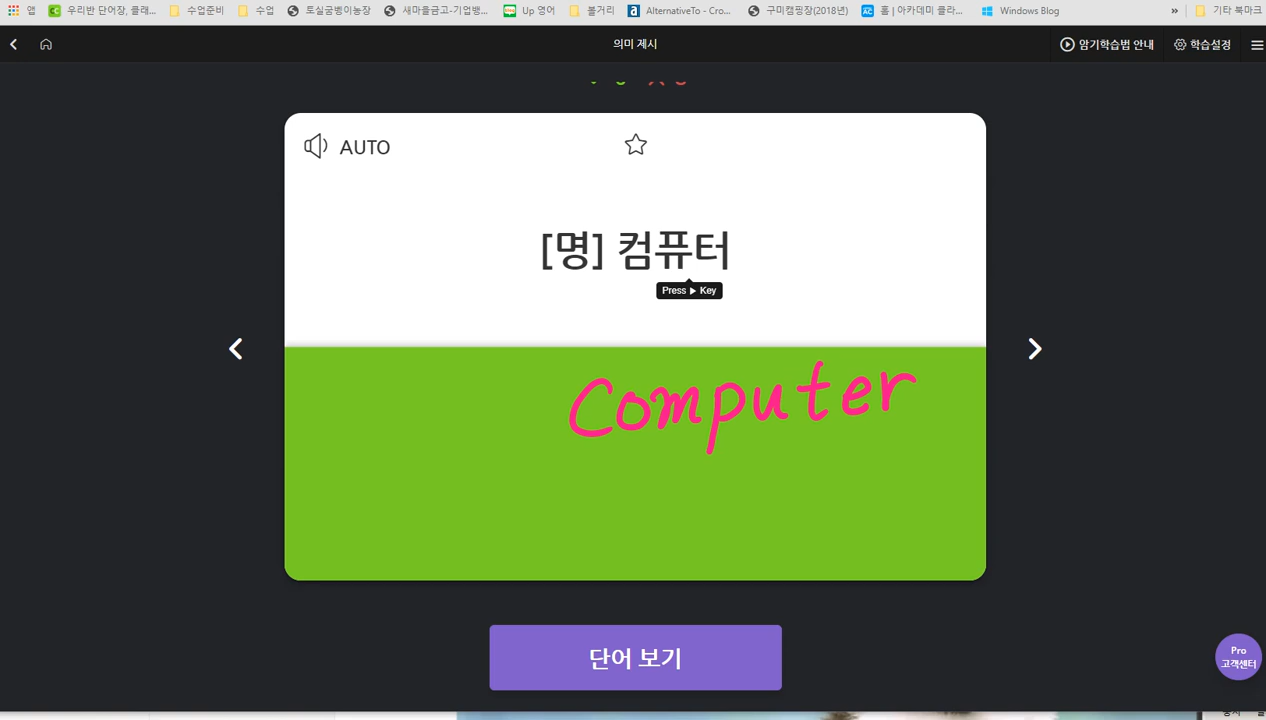 앱 우리반 단어장, 클래... 수업준비 수업 토실굼벵이농장 새마을금고-기업뱅... Up 영어 볼거리 AlternativeTo - Cro... 구미캠핑장(2018년) 홈 | 아카데미 클라... Windows Blog » 기타 북마크
의미 제시 암기학습법 안내 학습설정
AUTO
[명] 컴퓨터
Press ▶ Key
Computer
단어 보기
Pro
고객센터